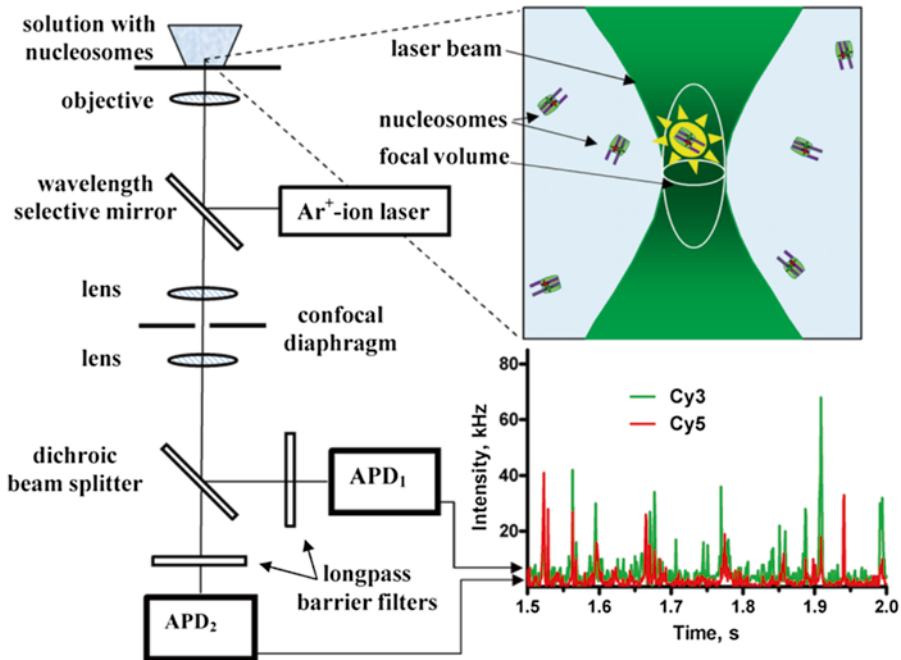 solution with
nucleosomes
objective
wavelength
selective mirror
Ar⁺-ion laser
lens
confocal
diaphragm
lens
dichroic
beam splitter
APD₁
longpass
barrier filters
APD₂
laser beam
nucleosomes
focal volume
Intensity, kHz
80
60
40
20
Cy3
Cy5
1.5 1.6 1.7 1.8 1.9 2.0
Time, s